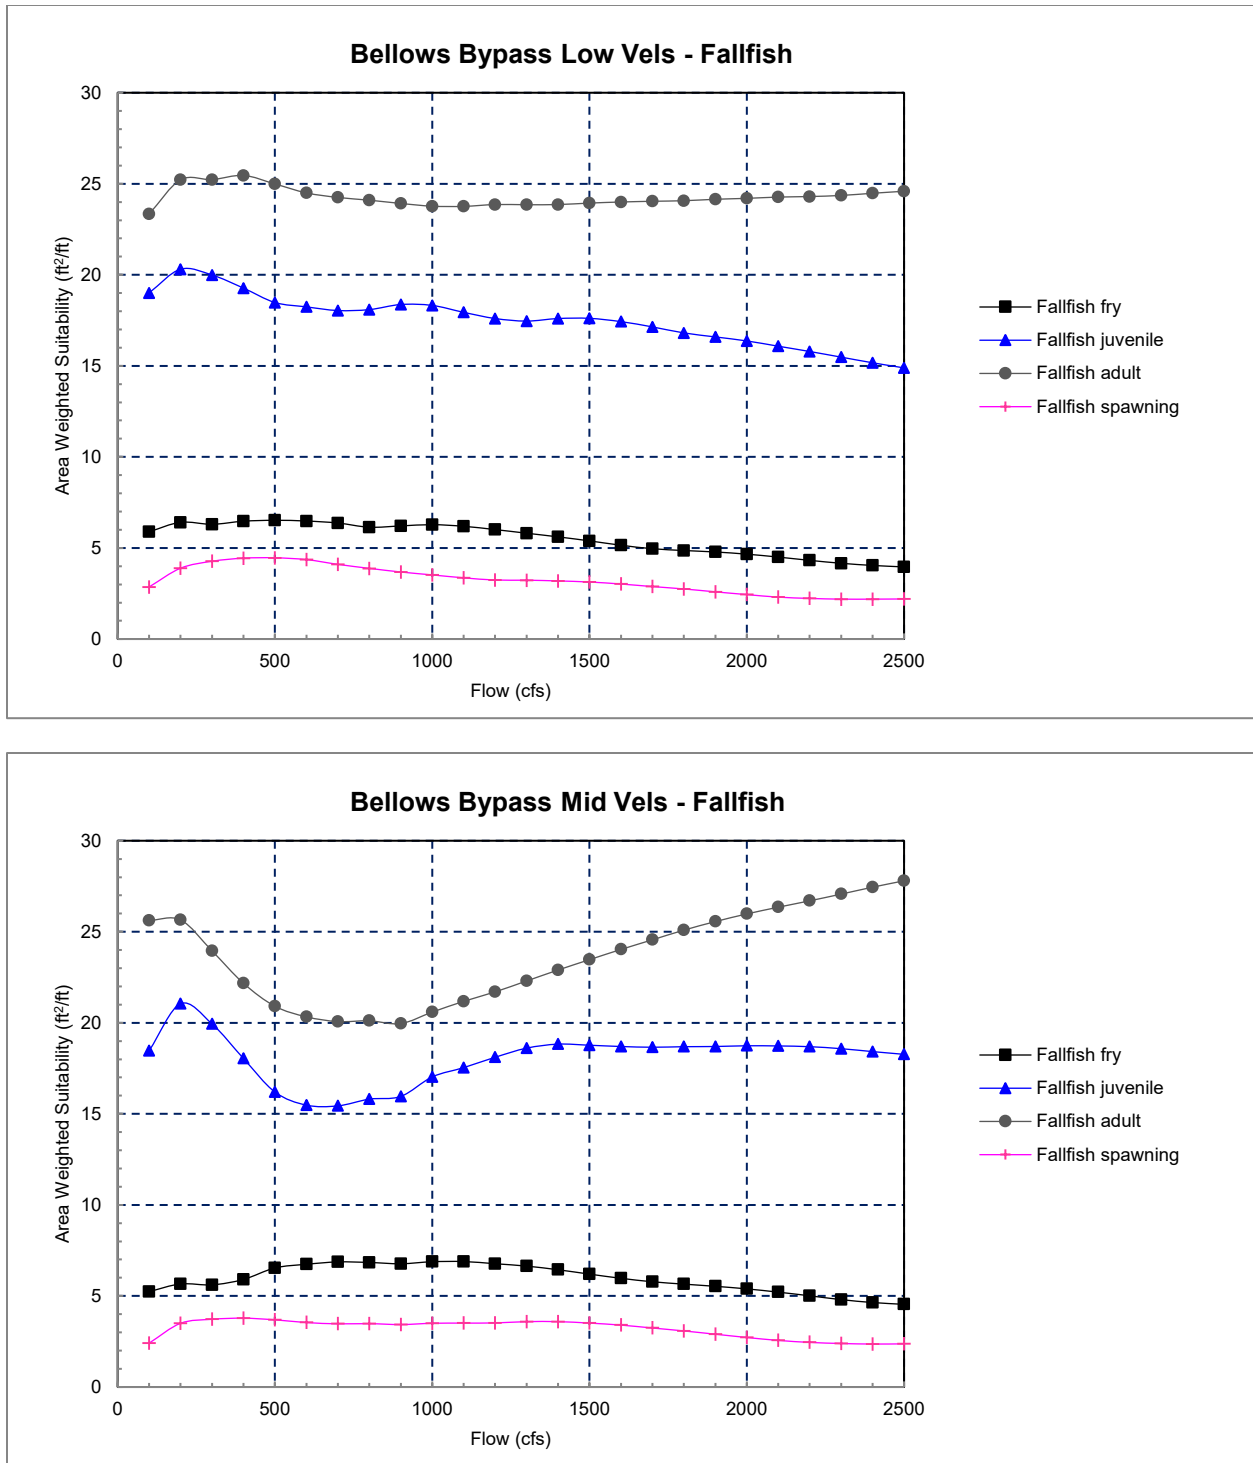 Bellows Bypass Low Vels - Fallfish
Area Weighted Suitability (ft²/ft)
30
25
20
15
10
5
0
0 500 1000 1500 2000 2500
Flow (cfs)
Fallfish fry
Fallfish juvenile
Fallfish adult
Fallfish spawning
Bellows Bypass Mid Vels - Fallfish
Area Weighted Suitability (ft²/ft)
30
25
20
15
10
5
0
0 500 1000 1500 2000 2500
Flow (cfs)
Fallfish fry
Fallfish juvenile
Fallfish adult
Fallfish spawning